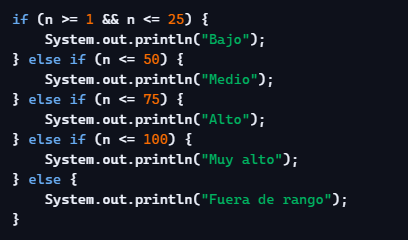 if (n >= 1 && n <= 25) {
    System.out.println("Bajo");
} else if (n <= 50) {
    System.out.println("Medio");
} else if (n <= 75) {
    System.out.println("Alto");
} else if (n <= 100) {
    System.out.println("Muy alto");
} else {
    System.out.println("Fuera de rango");
}